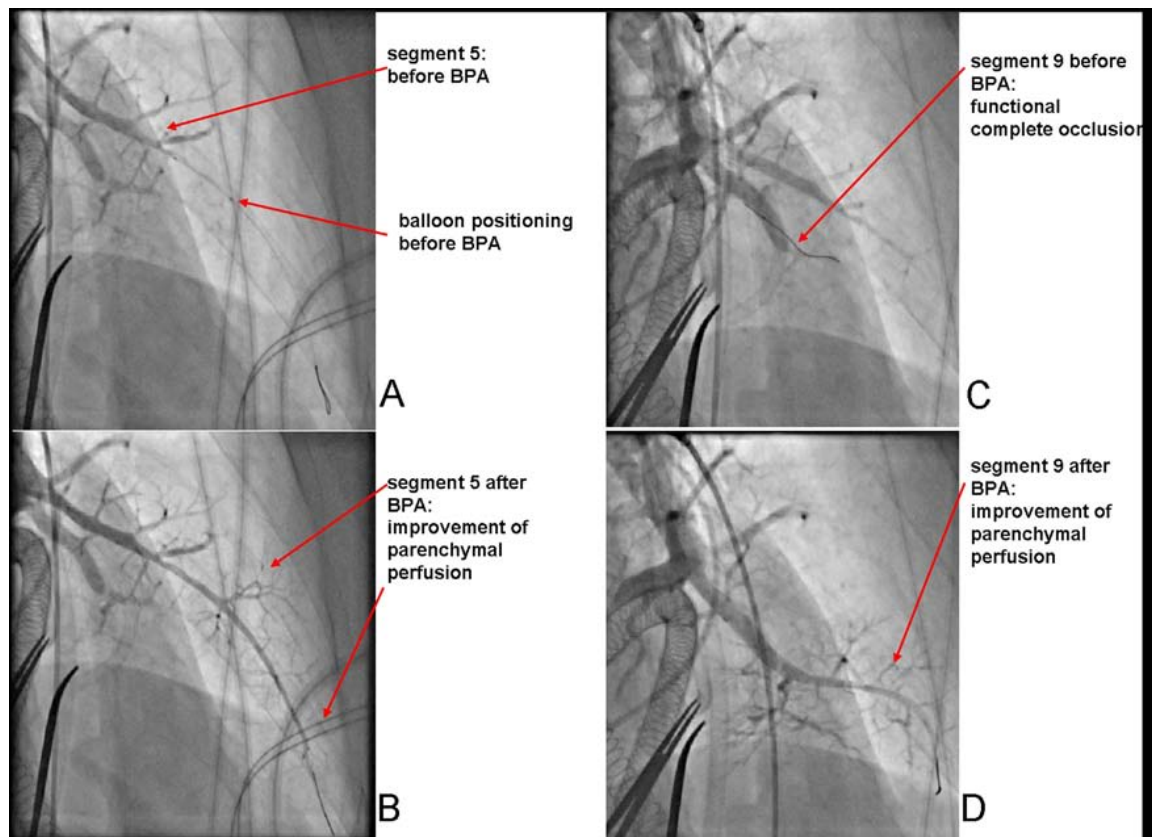 segment 5:
before BPA
balloon positioning
before BPA
A
segment 5 after
BPA:
improvement of
parenchymal
perfusion
B
segment 9 before
BPA:
functional
complete occlusion
C
segment 9 after
BPA:
improvement of
parenchymal
perfusion
D